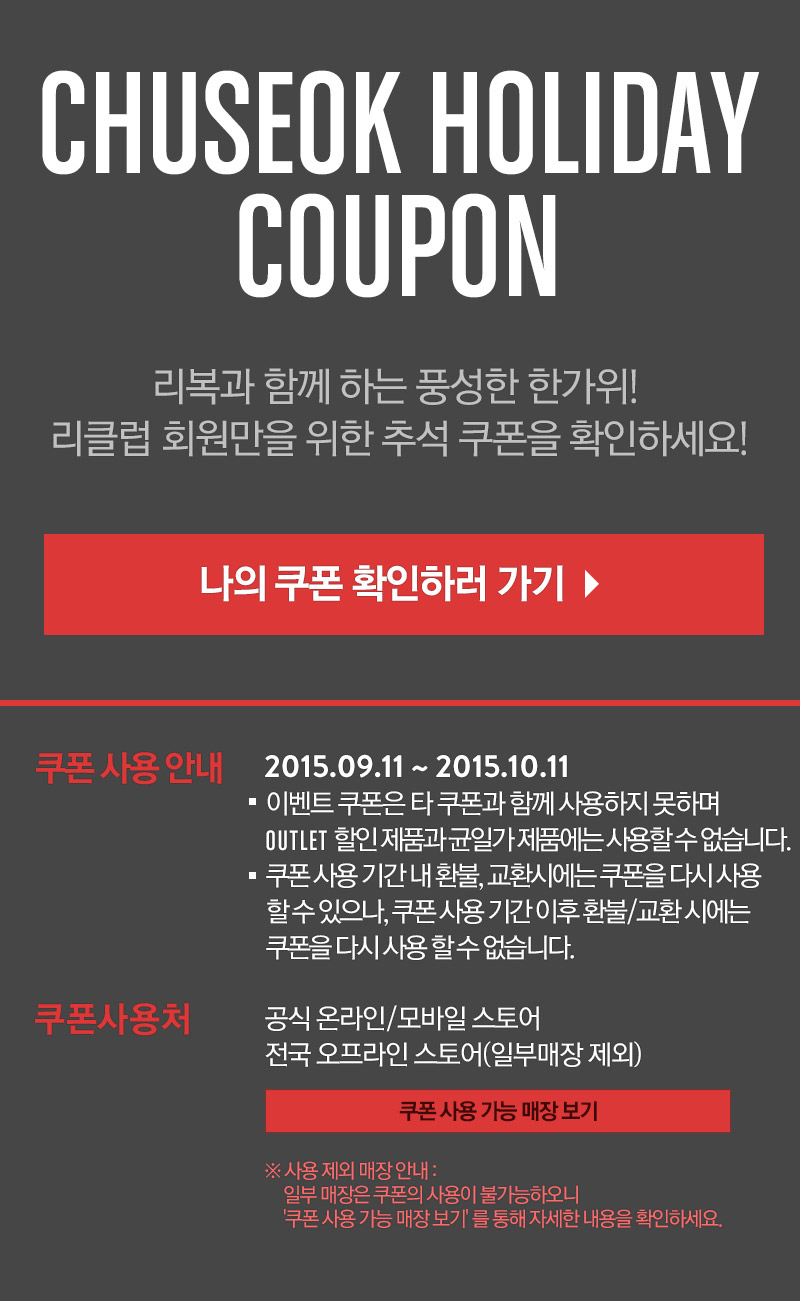 CHUSEOK HOLIDAY
COUPON
리복과 함께 하는 풍성한 한가위!
리클럽 회원만을 위한 추석 쿠폰을 확인하세요!
나의 쿠폰 확인하러 가기 ▶
쿠폰 사용 안내
2015.09.11 ~ 2015.10.11
▪ 이벤트 쿠폰은 타 쿠폰과 함께 사용하지 못하며
OUTLET 할인 제품과 균일가 제품에는 사용할 수 없습니다.
▪ 쿠폰 사용 기간 내 환불, 교환시에는 쿠폰을 다시 사용
할 수 있으나, 쿠폰 사용 기간 이후 환불/교환 시에는
쿠폰을 다시 사용 할 수 없습니다.
쿠폰사용처
공식 온라인/모바일 스토어
전국 오프라인 스토어(일부매장 제외)
쿠폰 사용 가능 매장 보기
※ 사용 제외 매장 안내 :
일부 매장은 쿠폰의 사용이 불가능하오니
'쿠폰 사용 가능 매장 보기' 를 통해 자세한 내용을 확인하세요.